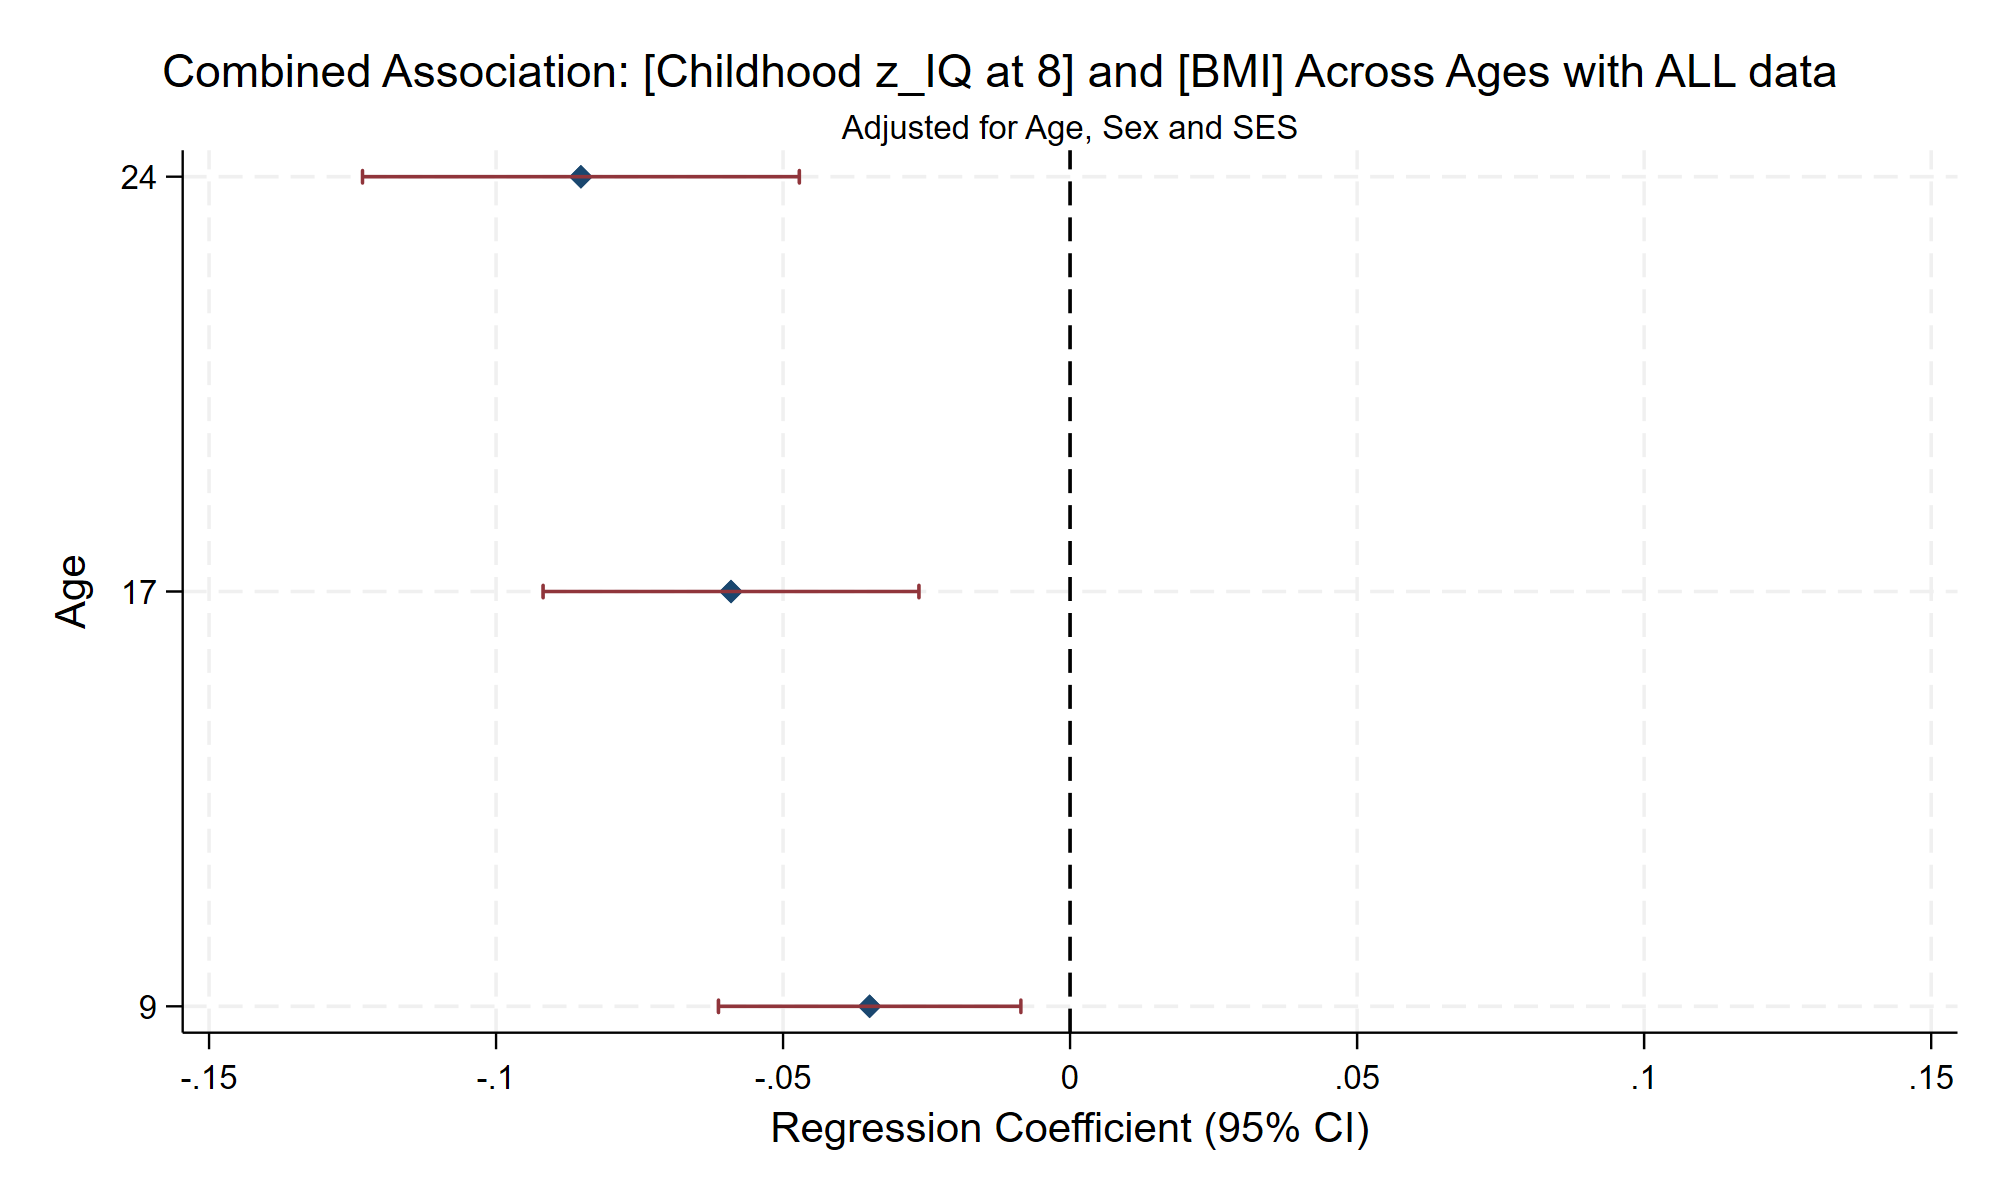 Combined Association: [Childhood z_IQ at 8] and [BMI] Across Ages with ALL data
Adjusted for Age, Sex and SES
24
17
9
Age
-.15 -.1 -.05 0 .05 .1 .15
Regression Coefficient (95% CI)